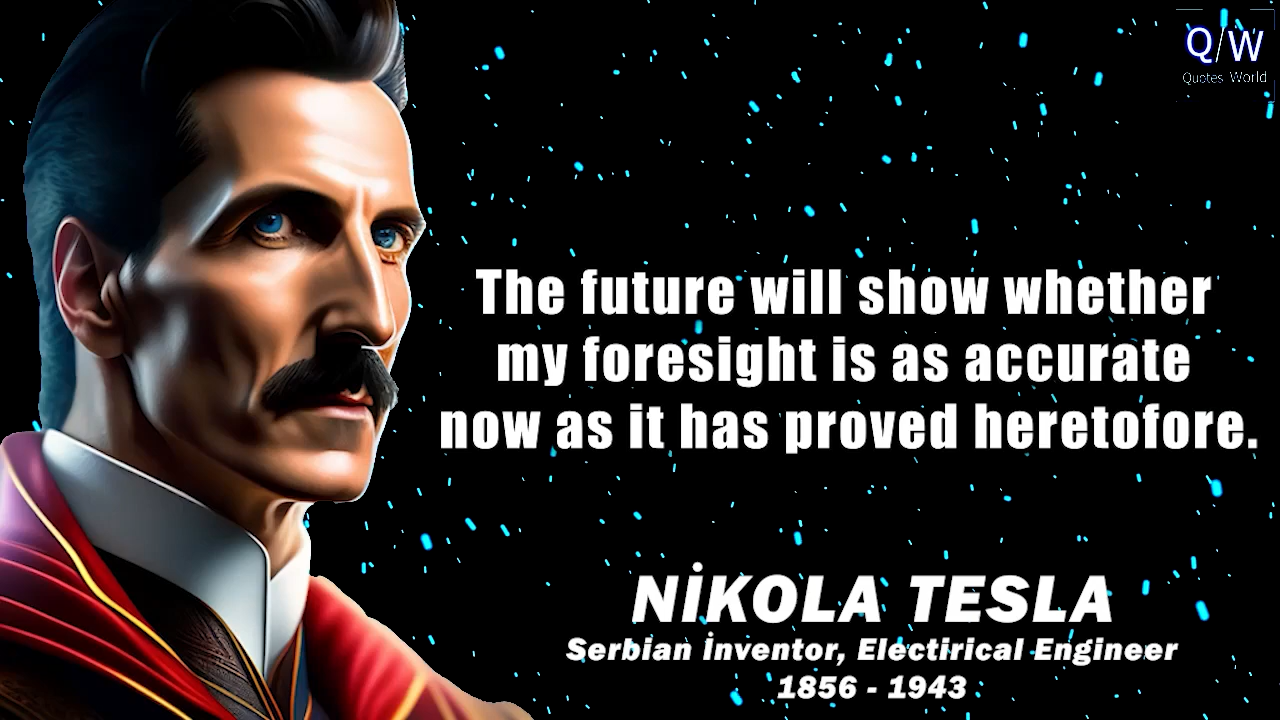 Q/W
Quotes World
The future will show whether
my foresight is as accurate
now as it has proved heretofore.
NİKOLA TESLA
Serbian İnventor, Electirical Engineer
1856 - 1943